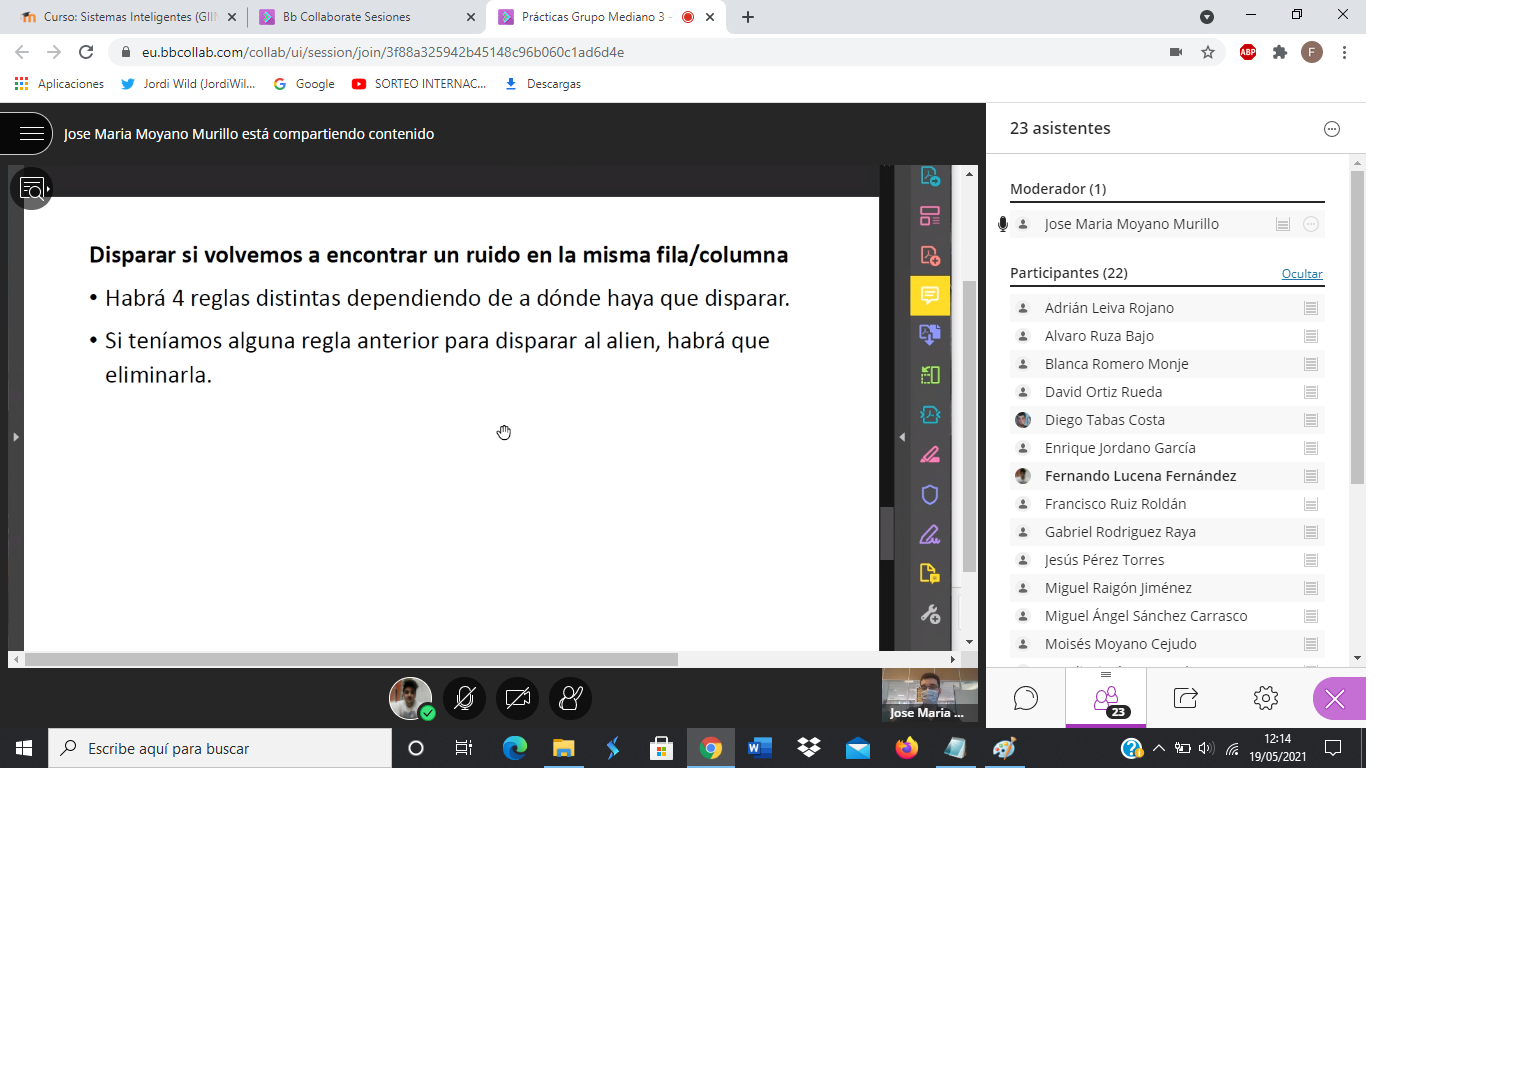 Curso: Sistemas Inteligentes (GIIN
Bb Collaborate Sesiones
Prácticas Grupo Mediano 3 -
eu.bbcollab.com/collab/ui/session/join/3f88a325942b45148c96b060c1ad6d4e
ABP
F
Aplicaciones
Jordi Wild (JordiWil...
Google
SORTEO INTERNAC...
Descargas
Jose Maria Moyano Murillo está compartiendo contenido
Disparar si volvemos a encontrar un ruido en la misma fila/columna
• Habrá 4 reglas distintas dependiendo de a dónde haya que disparar.
• Si teníamos alguna regla anterior para disparar al alien, habrá que
eliminarla.
Jose Maria ...
23 asistentes
Moderador (1)
Jose Maria Moyano Murillo
Participantes (22)
Ocultar
Adrián Leiva Rojano
Alvaro Ruza Bajo
Blanca Romero Monje
David Ortiz Rueda
Diego Tabas Costa
Enrique Jordano García
Fernando Lucena Fernández
Francisco Ruiz Roldán
Gabriel Rodriguez Raya
Jesús Pérez Torres
Miguel Raigón Jiménez
Miguel Ángel Sánchez Carrasco
Moisés Moyano Cejudo
23
Escribe aquí para buscar
12:14
19/05/2021